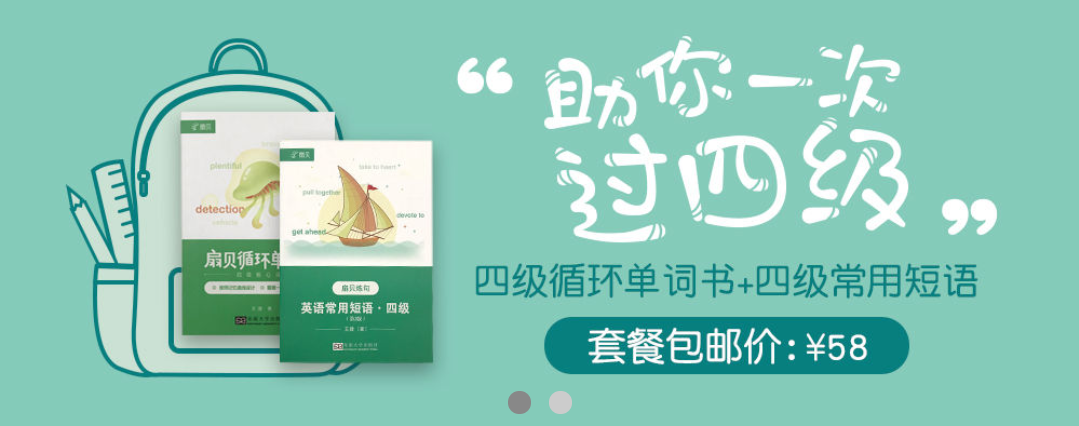 “助你一次
过四级”
四级循环单词书+四级常用短语
套餐包邮价:¥58
扇贝
plentiful
detection
vehicle
扇贝循环单
扇贝
take to heart
pull together
devote to
get ahead
扇贝练句
英语常用短语·四级